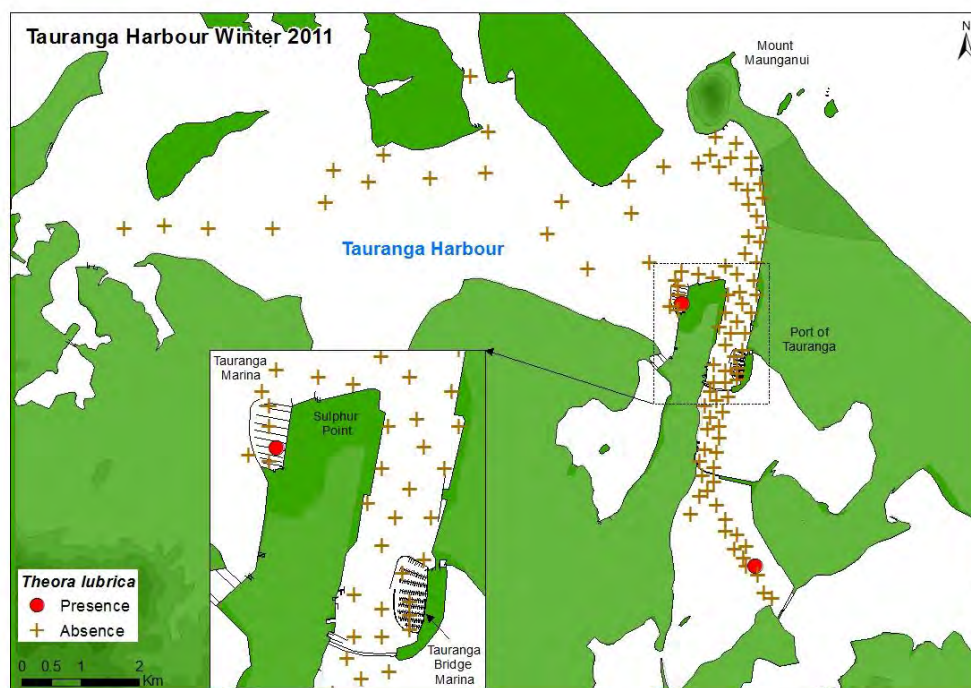 Tauranga Harbour Winter 2011
N
Mount
Maunganui
Tauranga Harbour
Port of
Tauranga
Tauranga
Marina
Sulphur
Point
Tauranga
Bridge
Marina
Theora lubrica
Presence
Absence
0 0.5 1 2
Km